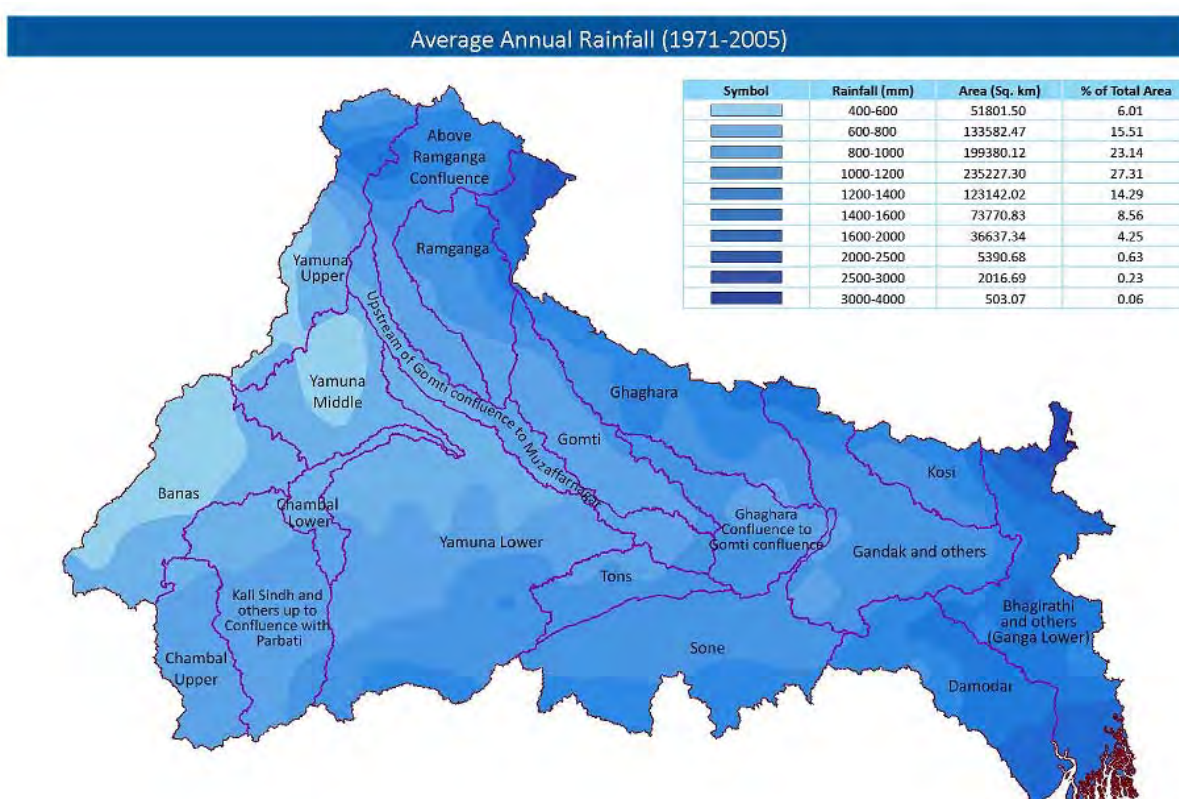 Average Annual Rainfall (1971-2005)
Symbol Rainfall (mm) Area (Sq. km) % of Total Area
400-600 51801.50 6.01
600-800 133582.47 15.51
800-1000 199380.12 23.14
1000-1200 235227.30 27.31
1200-1400 123142.02 14.29
1400-1600 73770.83 8.56
1600-2000 36637.34 4.25
2000-2500 5390.68 0.63
2500-3000 2016.69 0.23
3000-4000 503.07 0.06
Above
Ramganga
Confluence
Ramganga
Yamuna
Upper
Upstream of Gomti confluence to Muzaffarnagar
Yamuna
Middle
Ghaghara
Gomti
Kosi
Banas
Chambal
Lower
Yamuna Lower
Ghaghara
Confluence to
Gomti confluence
Gandak and others
Tons
Kali Sindh and
others up to
Confluence with
Parbati
Bhagirathi
and others
(Ganga Lower)
Chambal
Upper
Sone
Damodar